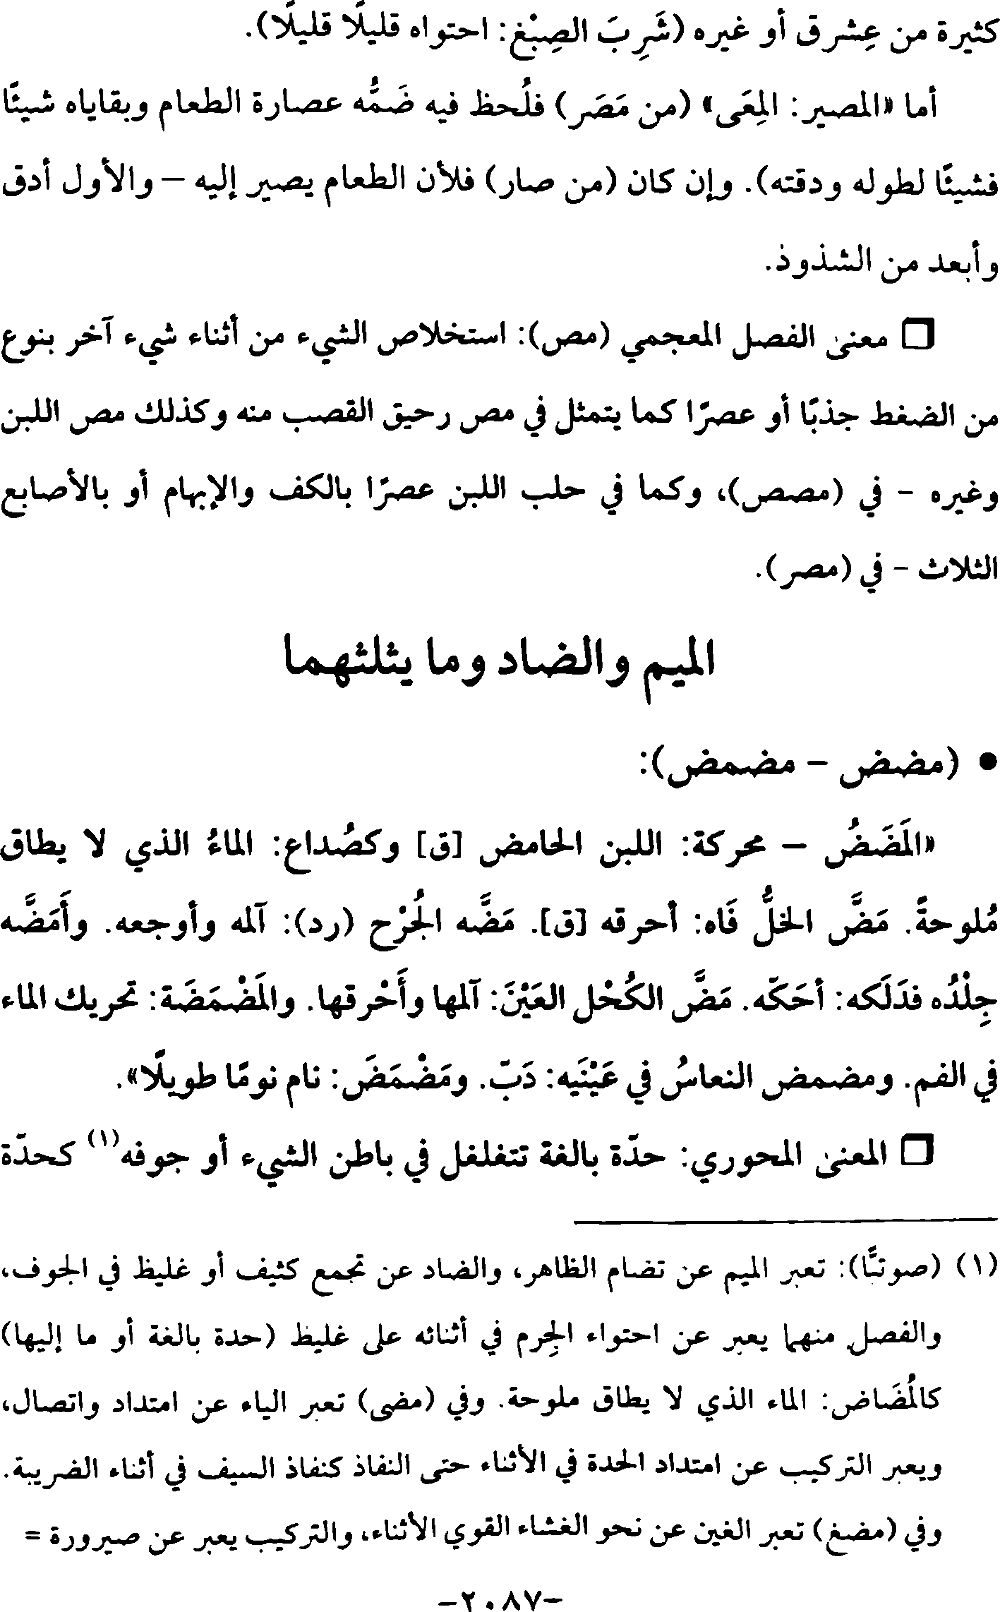 كثيرة من عِشرق أو غيره (شَرِبَ الصِبْغ: احتواه قليلًا قليلًا).
أما «المصير: المِعَى» (من مَصَر) فلُحظ فيه ضَمُّه عصارة الطعام وبقاياه شيئًا
فشيئًا لطوله ودقته). وإن كان (من صار) فلأن الطعام يصير إليه – والأول أدق
وأبعد من الشذوذ.
❒ معنى الفصل المعجمي (مص): استخلاص الشيء من أثناء شيء آخر بنوع
من الضغط جذبًا أو عصرًا كما يتمثل في مص رحيق القصب منه وكذلك مص اللبن
وغيره - في (مصص)، وكما في حلب اللبن عصرًا بالكف والإبهام أو بالأصابع
الثلاث - في (مصر).
الميم والضاد وما يثلثهما
• (مضض – مضمض):
«المَضَضُ – محركة: اللبن الحامض [ق] وكصُداع: الماءُ الذي لا يطاق
مُلوحةً. مَضَّ الخلُّ فَاه: أحرقه [ق]. مَضَّه الجُرْح (رد): آلمه وأوجعه. وأَمَضَّه
جِلْدُه فدَلَكه: أحَكّه. مَضَّ الكُحْل العَيْنَ: آلمها وأَحْرقها. والمَضْمَضَة: تحريك الماء
في الفم. ومضمض النعاسُ في عَيْنَيه: دَبّ. ومَضْمَضَ: نام نومًا طويلًا».
❒ المعنى المحوري: حدّة بالغة تتغلغل في باطن الشيء أو جوفه(١) كحدّة
(١) (صوتيًّا): تعبر الميم عن تضام الظاهر، والضاد عن تجمع كثيف أو غليظ في الجوف،
والفصل منهما يعبر عن احتواء الجِرم في أثنائه على غليظ (حدة بالغة أو ما إليها)
كالمُضَاض: الماء الذي لا يطاق ملوحة. وفي (مضى) تعبر الياء عن امتداد واتصال،
ويعبر التركيب عن امتداد الحدة في الأثناء حتى النفاذ كنفاذ السيف في أثناء الضريبة.
وفي (مضغ) تعبر الغين عن نحو الغشاء القوي الأثناء، والتركيب يعبر عن صيرورة =
-٢٠٨٧-